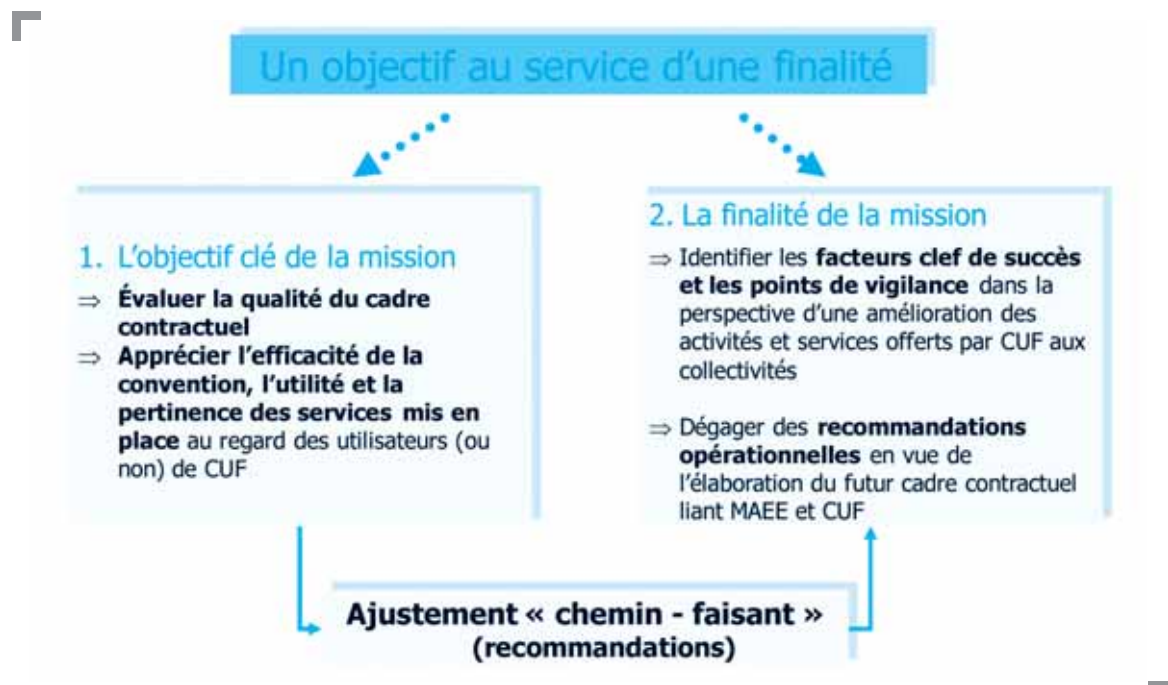 Un objectif au service d'une finalité
1. L'objectif clé de la mission
⇒ Évaluer la qualité du cadre
contractuel
⇒ Apprécier l'efficacité de la
convention, l'utilité et la
pertinence des services mis en
place au regard des utilisateurs (ou
non) de CUF
2. La finalité de la mission
⇒ Identifier les facteurs clef de succès
et les points de vigilance dans la
perspective d'une amélioration des
activités et services offerts par CUF aux
collectivités
⇒ Dégager des recommandations
opérationnelles en vue de
l'élaboration du futur cadre contractuel
liant MAEE et CUF
Ajustement « chemin - faisant »
(recommandations)